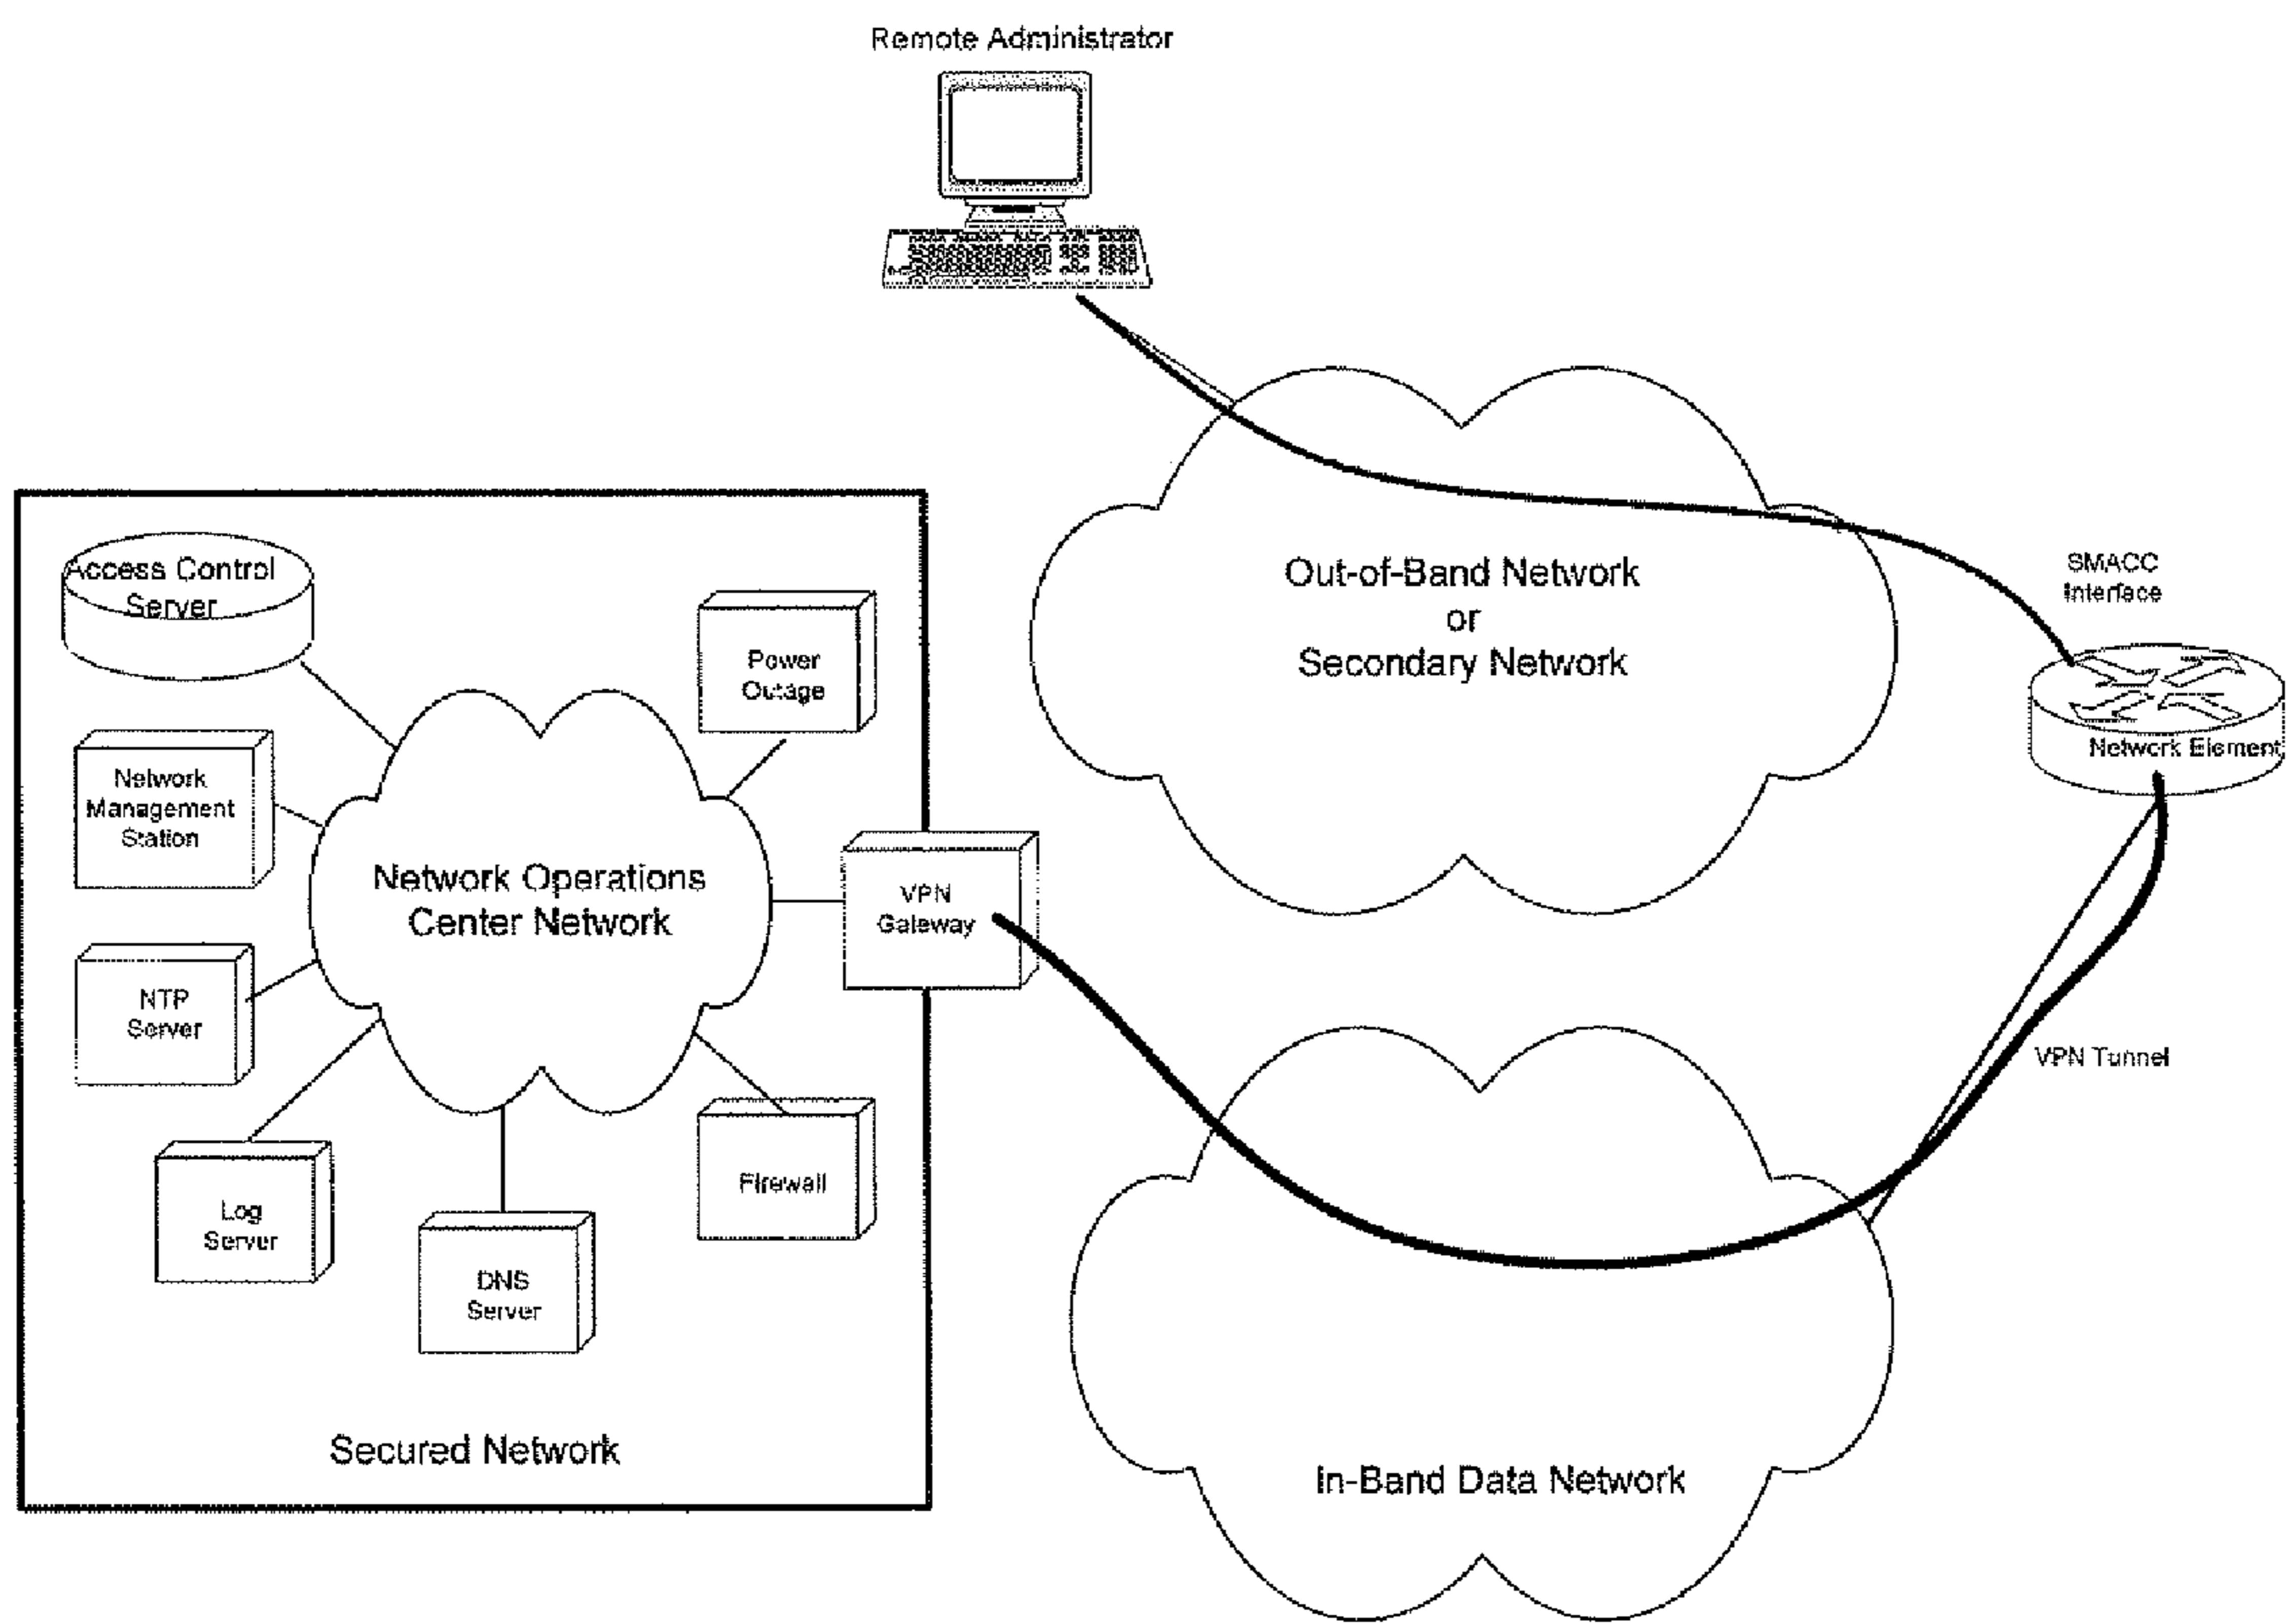 Remote Administrator
Out-of-Band Network
or
Secondary Network
SMACC
Interface
Network Element
Access Control
Server
Power
Outage
Network
Management
Station
Network Operations
Center Network
VPN
Gateway
NTP
Server
VPN Tunnel
Log
Server
DNS
Server
Firewall
Secured Network
In-Band Data Network